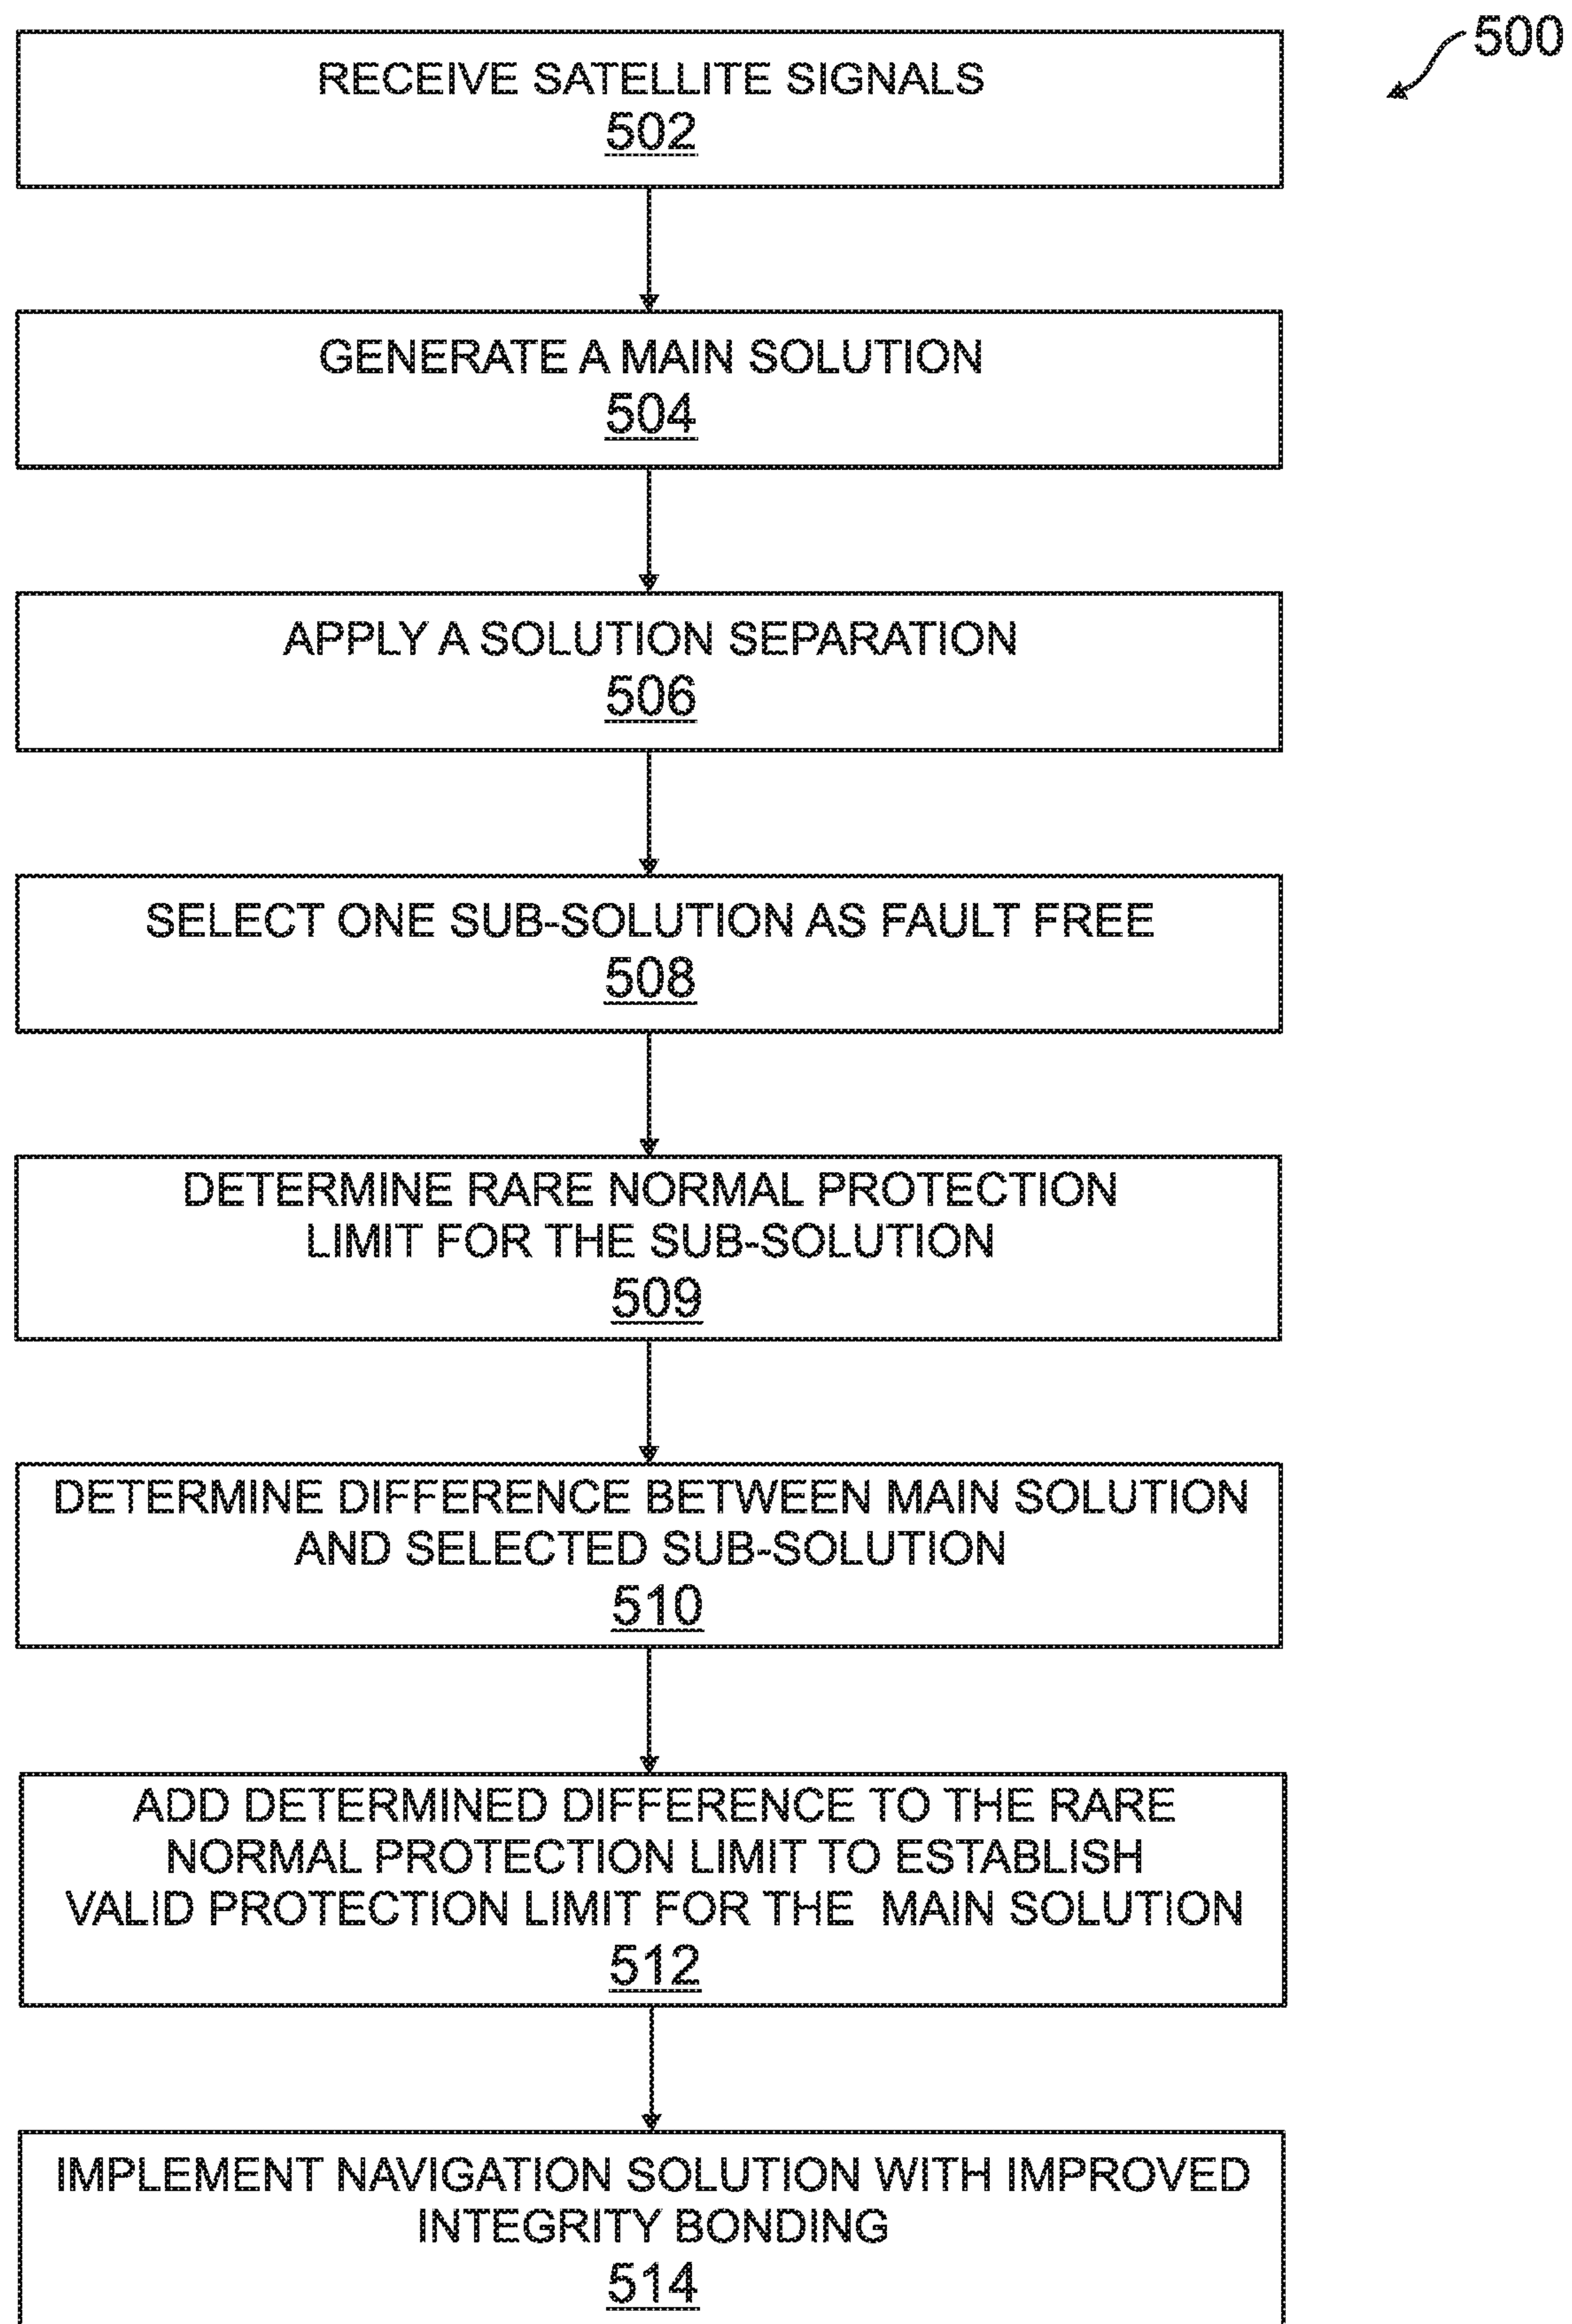 500
RECEIVE SATELLITE SIGNALS
502
GENERATE A MAIN SOLUTION
504
APPLY A SOLUTION SEPARATION
506
SELECT ONE SUB-SOLUTION AS FAULT FREE
508
DETERMINE RARE NORMAL PROTECTION
LIMIT FOR THE SUB-SOLUTION
509
DETERMINE DIFFERENCE BETWEEN MAIN SOLUTION
AND SELECTED SUB-SOLUTION
510
ADD DETERMINED DIFFERENCE TO THE RARE
NORMAL PROTECTION LIMIT TO ESTABLISH
VALID PROTECTION LIMIT FOR THE MAIN SOLUTION
512
IMPLEMENT NAVIGATION SOLUTION WITH IMPROVED
INTEGRITY BONDING
514